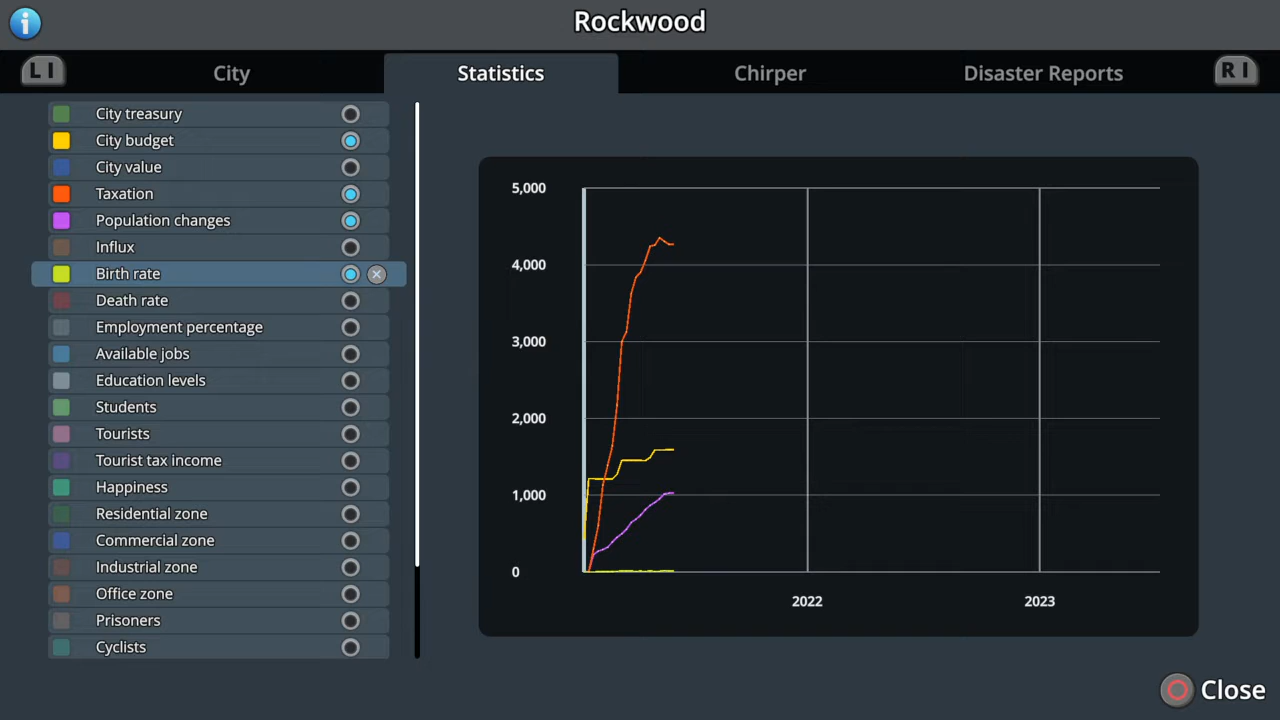 Rockwood
L1
City
Statistics
Chirper
Disaster Reports
R1
City treasury
City budget
City value
Taxation
Population changes
Influx
Birth rate
Death rate
Employment percentage
Available jobs
Education levels
Students
Tourists
Tourist tax income
Happiness
Residential zone
Commercial zone
Industrial zone
Office zone
Prisoners
Cyclists
5,000
4,000
3,000
2,000
1,000
0
2022
2023
Close